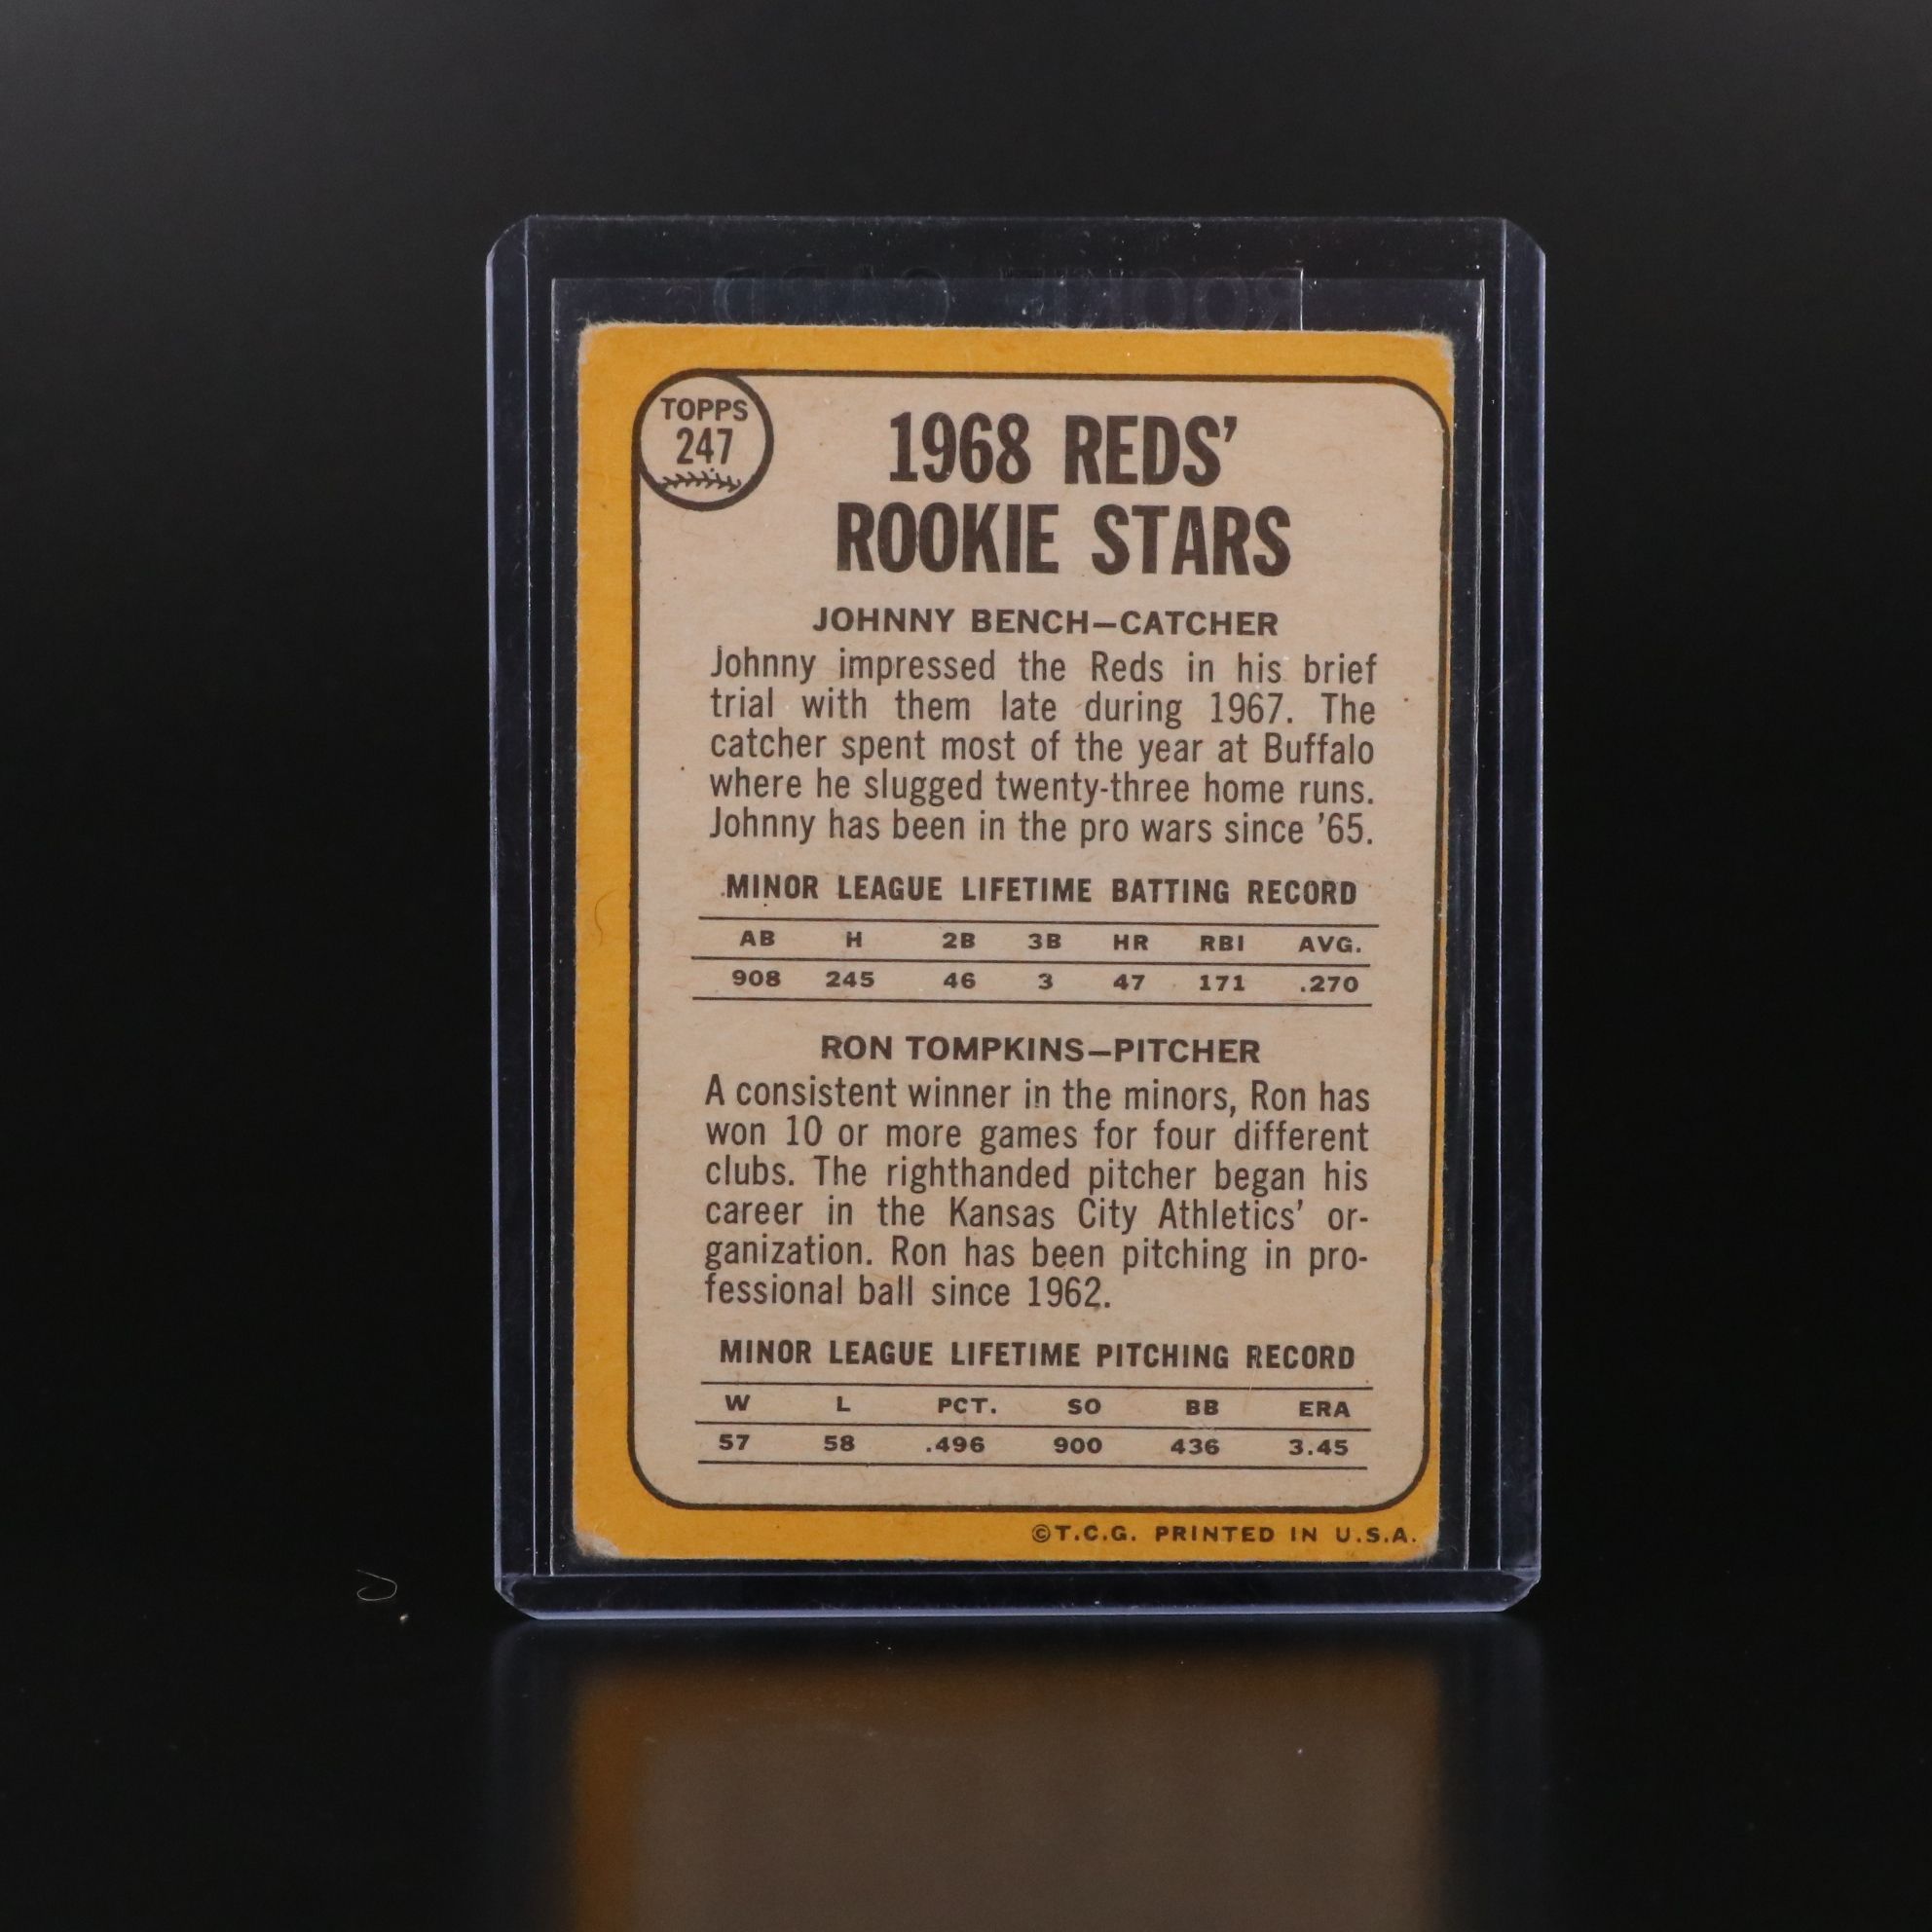 ROOKIE CARD
TOPPS
247
1968 REDS'
ROOKIE STARS
JOHNNY BENCH—CATCHER
Johnny impressed the Reds in his brief
trial with them late during 1967. The
catcher spent most of the year at Buffalo
where he slugged twenty-three home runs.
Johnny has been in the pro wars since '65.
MINOR LEAGUE LIFETIME BATTING RECORD
AB H 2B 3B HR RBI AVG.
908 245 46 3 47 171 .270
RON TOMPKINS—PITCHER
A consistent winner in the minors, Ron has
won 10 or more games for four different
clubs. The righthanded pitcher began his
career in the Kansas City Athletics' or-
ganization. Ron has been pitching in pro-
fessional ball since 1962.
MINOR LEAGUE LIFETIME PITCHING RECORD
W L PCT. SO BB ERA
57 58 .496 900 436 3.45
©T.C.G. PRINTED IN U.S.A.